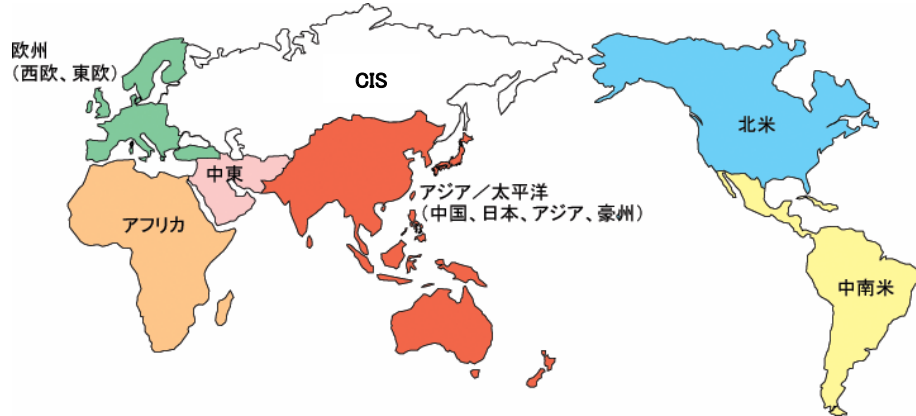 欧州
(西欧、東欧)
CIS
北米
中東
アジア／太平洋
(中国、日本、アジア、豪州)
アフリカ
中南米